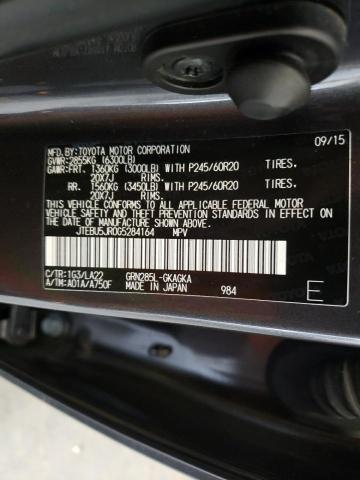 MFD.BY:TOYOTA MOTOR CORPORATION 09/15
GVWR:2855KG (6300LB)
GAWR:FRT. 1360KG (3000LB) WITH P245/60R20 TIRES.
20X7J RIMS.
RR. 1560KG (3450LB) WITH P245/60R20 TIRES.
20X7J RIMS.
THIS VEHICLE CONFORMS TO ALL APPLICABLE
FEDERAL MOTOR VEHICLE SAFETY STANDARDS IN
EFFECT ON THE DATE OF MANUFACTURE SHOWN
ABOVE.
JTEBU5JR0G5284164 MPV
C/TR:1G3/LA22 GRN285L-GKAGKA
A/TM:A01A/A750F MADE IN JAPAN 984 E